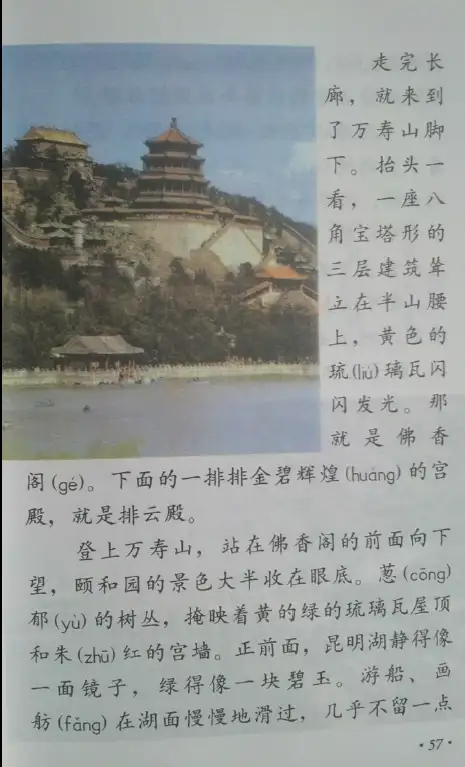 走完长
廊，就来到
了万寿山脚
下。抬头一
看，一座八
角宝塔形的
三层建筑耸
立在半山腰
上，黄色的
琉(liú)璃瓦闪
闪发光。那
就是佛香
阁(gé)。下面的一排排金碧辉煌(huáng)的宫
殿，就是排云殿。
登上万寿山，站在佛香阁的前面向下
望，颐和园的景色大半收在眼底。葱(cōng)
郁(yù)的树丛，掩映着黄的绿的琉璃瓦屋顶
和朱(zhū)红的宫墙。正前面，昆明湖静得像
一面镜子，绿得像一块碧玉。游船、画
舫(fǎng)在湖面慢慢地滑过，几乎不留一点
·57·